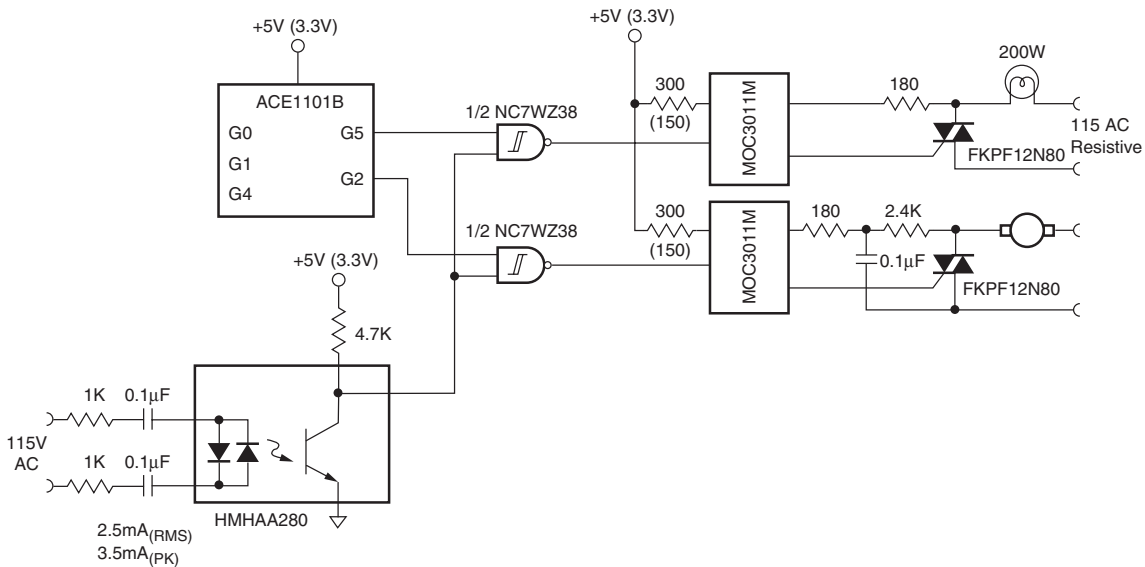 +5V (3.3V)
ACE1101B
G0
G5
G1
G4
G2
1/2 NC7WZ38
1/2 NC7WZ38
+5V (3.3V)
300
(150)
MOC3011M
180
200W
115 AC
Resistive
FKPF12N80
300
(150)
MOC3011M
180
2.4K
0.1μF
FKPF12N80
+5V (3.3V)
4.7K
1K
0.1μF
115V
AC
1K
0.1μF
HMHAA280
2.5mA(RMS)
3.5mA(PK)